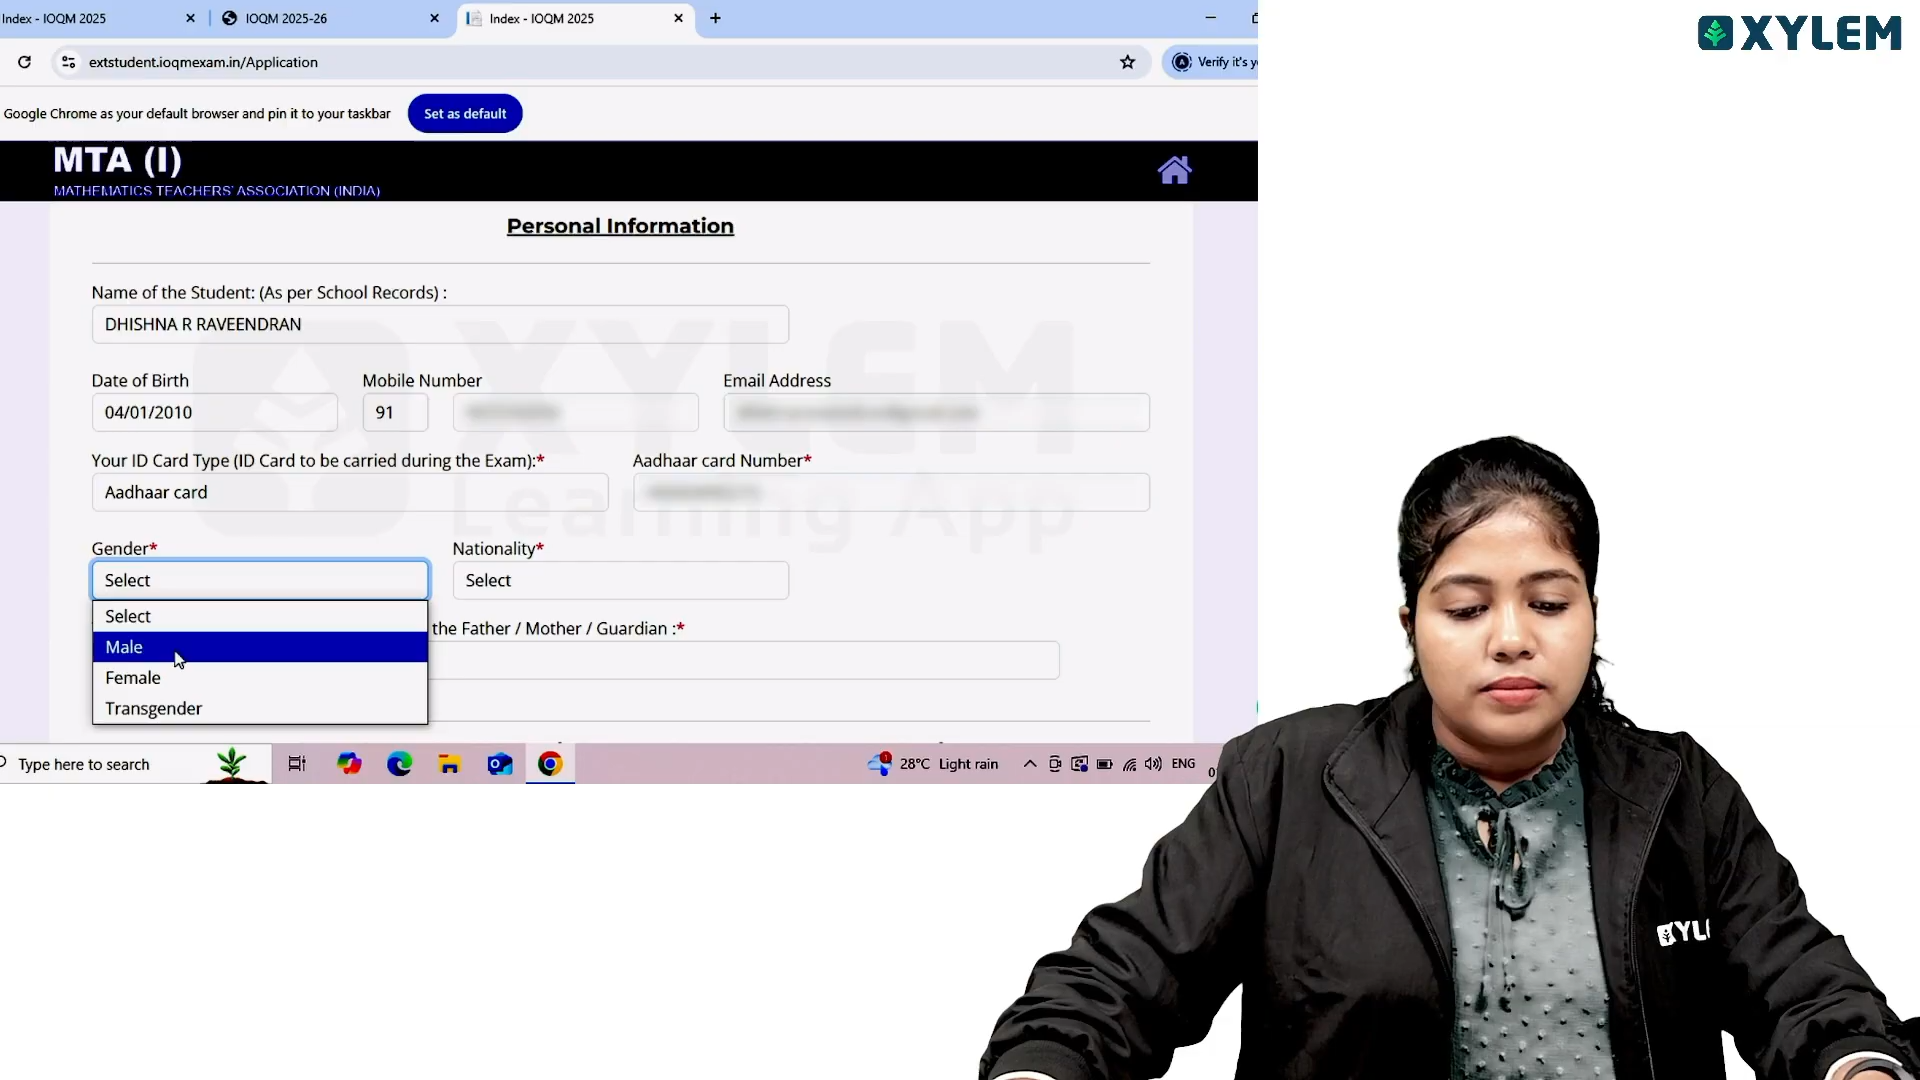 Index - IOQM 2025
IOQM 2025-26
Index - IOQM 2025
XYLEM
extstudent.ioqmexam.in/Application
Verify it's y
Google Chrome as your default browser and pin it to your taskbar
Set as default
MTA (I)
MATHEMATICS TEACHERS' ASSOCIATION (INDIA)
Personal Information
Name of the Student: (As per School Records) :
DHISHNA R RAVEENDRAN
Date of Birth
Mobile Number
Email Address
04/01/2010
91
XYLEM
Learning App
Your ID Card Type (ID Card to be carried during the Exam):*
Aadhaar card Number*
Aadhaar card
Gender*
Nationality*
Select
Select
Select
Male
the Father / Mother / Guardian :*
Female
Transgender
Type here to search
28°C Light rain
ENG
XYL